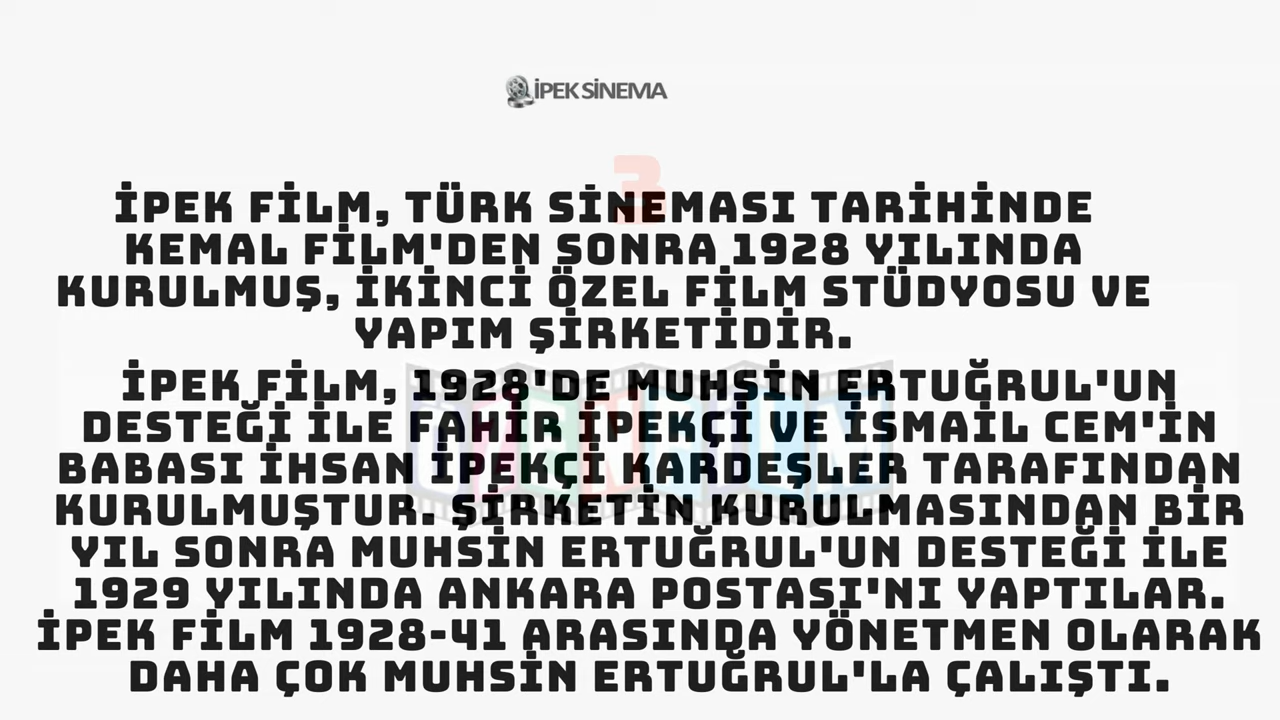 İPEK SİNEMA
3
İPEK FİLM, TÜRK SİNEMASI TARİHİNDE
KEMAL FİLM'DEN SONRA 1928 YILINDA
KURULMUŞ, İKİNCİ ÖZEL FİLM STÜDYOSU VE
YAPIM ŞİRKETİDİR.
İPEK FİLM, 1928'DE MUHSİN ERTUĞRUL'UN
DESTEĞİ İLE FAHİR İPEKÇİ VE İSMAİL CEM'İN
BABASI İHSAN İPEKÇİ KARDEŞLER TARAFINDAN
KURULMUŞTUR. ŞİRKETİN KURULMASINDAN BİR
YIL SONRA MUHSİN ERTUĞRUL'UN DESTEĞİ İLE
1929 YILINDA ANKARA POSTASI'NI YAPTILAR.
İPEK FİLM 1928-41 ARASINDA YÖNETMEN OLARAK
DAHA ÇOK MUHSİN ERTUĞRUL'LA ÇALIŞTI.